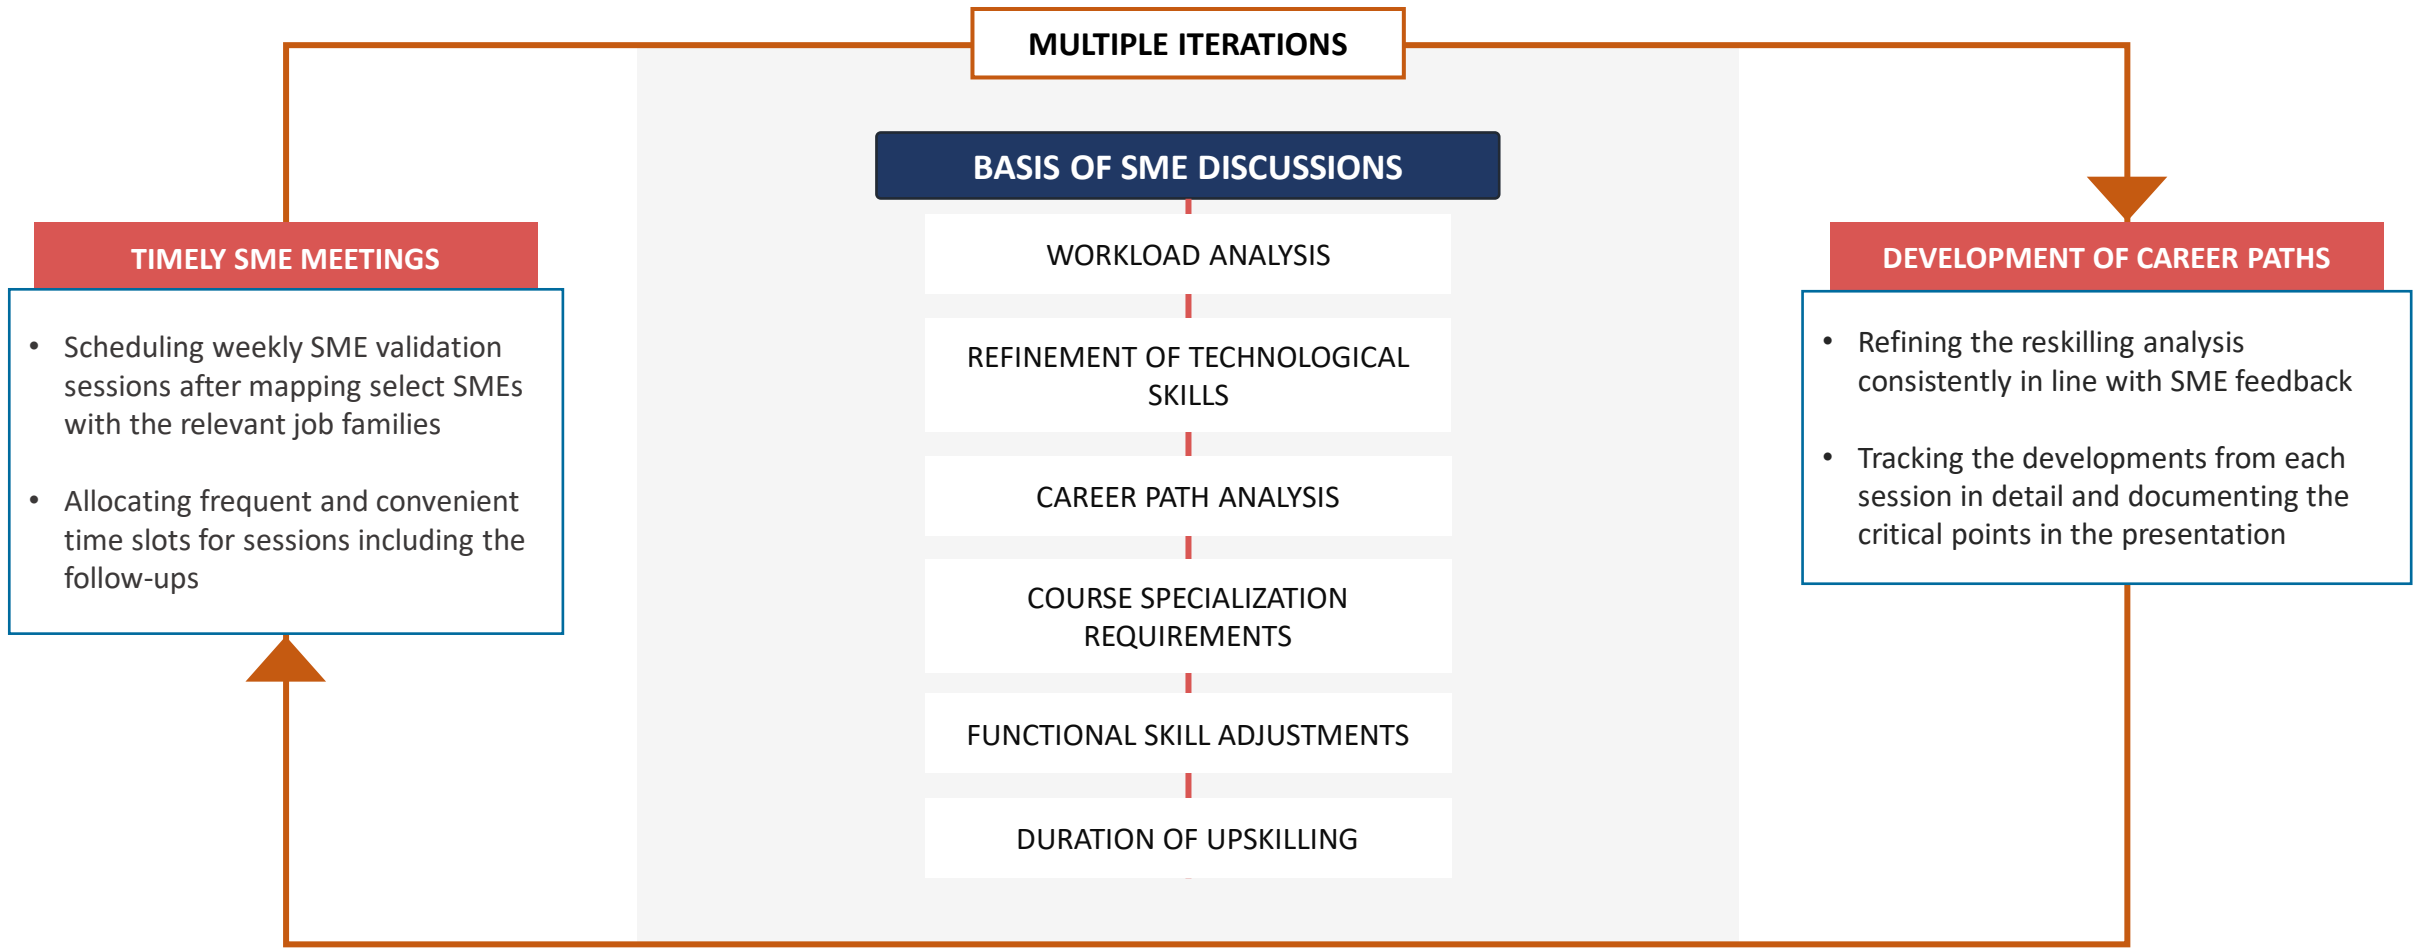 MULTIPLE ITERATIONS
TIMELY SME MEETINGS
• Scheduling weekly SME validation
sessions after mapping select SMEs
with the relevant job families
• Allocating frequent and convenient
time slots for sessions including the
follow-ups
BASIS OF SME DISCUSSIONS
WORKLOAD ANALYSIS
REFINEMENT OF TECHNOLOGICAL
SKILLS
CAREER PATH ANALYSIS
COURSE SPECIALIZATION
REQUIREMENTS
FUNCTIONAL SKILL ADJUSTMENTS
DURATION OF UPSKILLING
DEVELOPMENT OF CAREER PATHS
• Refining the reskilling analysis
consistently in line with SME feedback
• Tracking the developments from each
session in detail and documenting the
critical points in the presentation